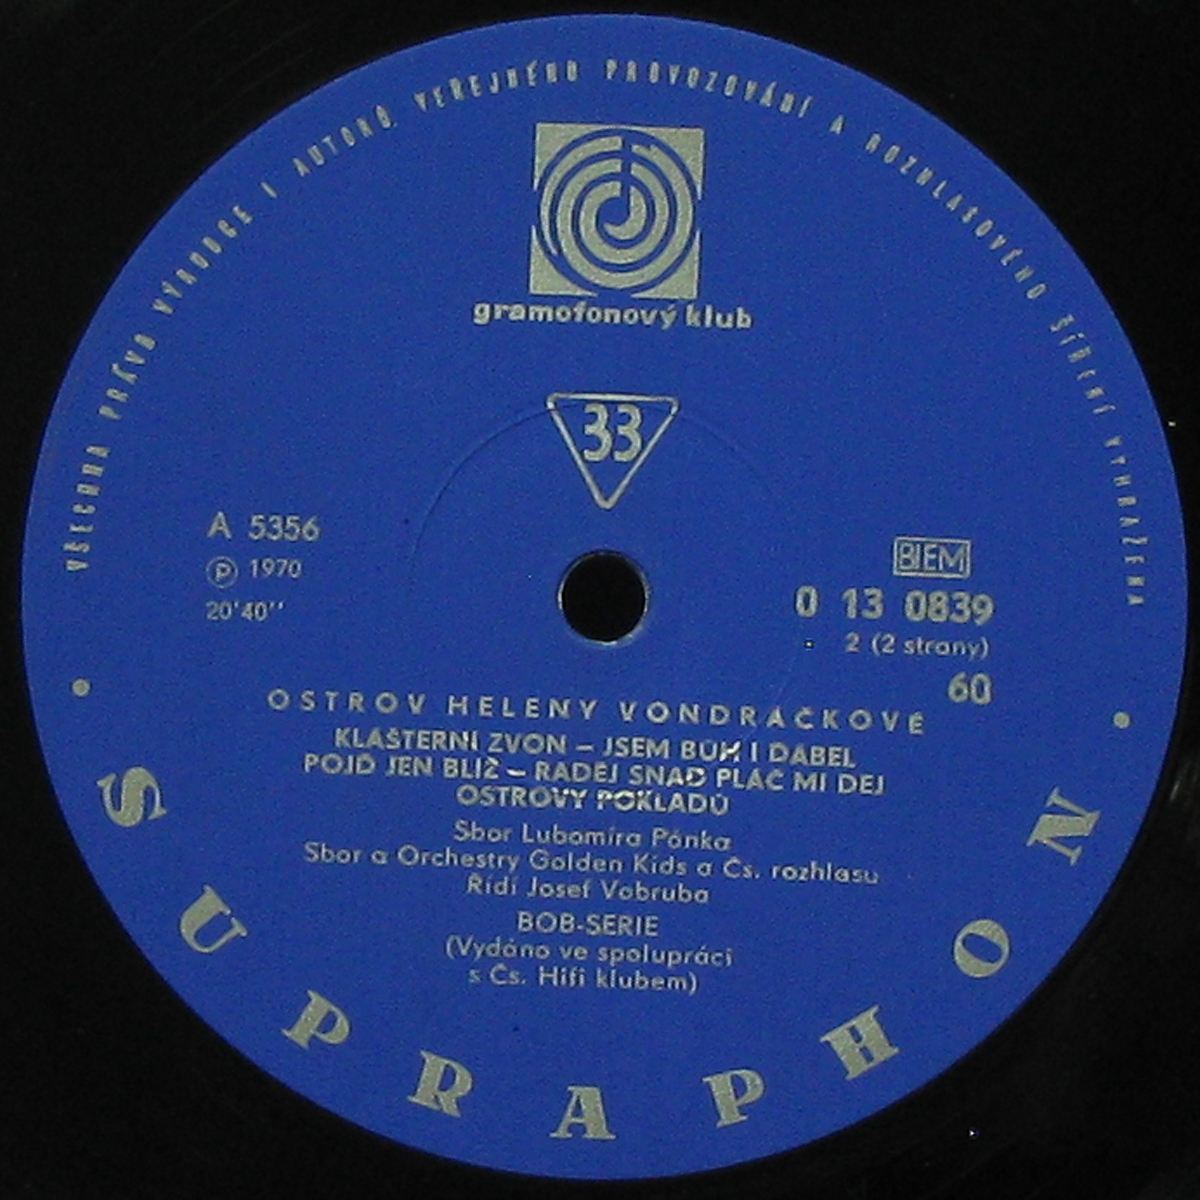 VŠECHNA PRÁVA VÝROBCE I AUTORA, VEŘEJNÉHO PROVOZOVÁNÍ A ROZHLASOVÉHO ŠÍŘENÍ VYHRAŽENA
gramofonový klub
33
A 5356
Ⓟ 1970
20'40''
BIEM
0 13 0839
2 (2 strany)
60
OSTROV HELENY VONDRÁČKOVÉ
KLÁŠTERNÍ ZVON – JSEM BŮH I ĎÁBEL
POJĎ JEN BLÍŽ – RADĚJ SNAD PLÁČ MI DEJ
OSTROVY POKLADŮ
Sbor Lubomíra Pánka
Sbor a Orchestry Golden Kids a Čs. rozhlasu
Řídí Josef Vobruba
BOB-SERIE
(Vydáno ve spolupráci
s Čs. Hifi klubem)
SUPRAPHON